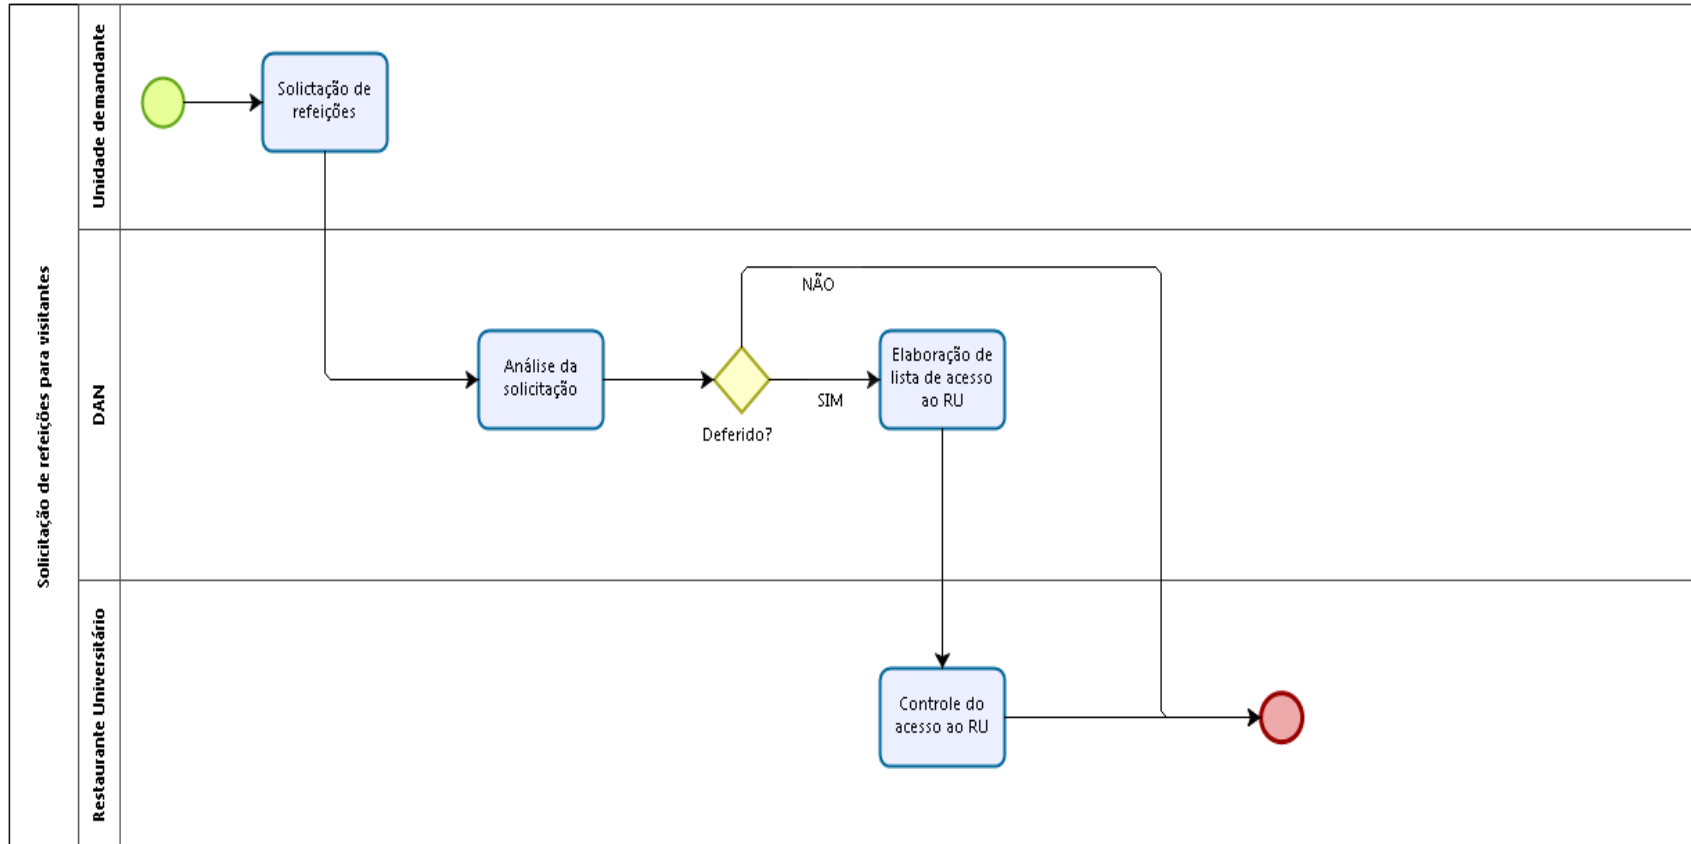 Solicitação de refeições para visitantes
Unidade demandante
Solictação de
refeições
DAN
NÃO
Análise da
solicitação
Deferido?
SIM
Elaboração de
lista de acesso
ao RU
Restaurante Universitário
Controle do
acesso ao RU